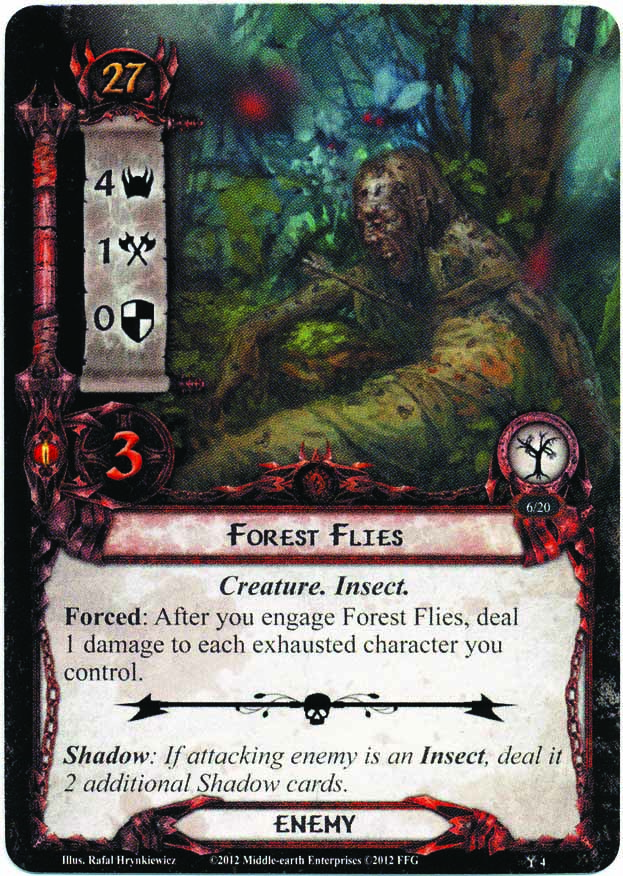 27
4
1
0
3
6/20
Forest Flies
Creature. Insect.
Forced: After you engage Forest Flies, deal
1 damage to each exhausted character you
control.
Shadow: If attacking enemy is an Insect, deal it
2 additional Shadow cards.
ENEMY
Illus. Rafał Hrynkiewicz ©2012 Middle-earth Enterprises ©2012 FFG 4